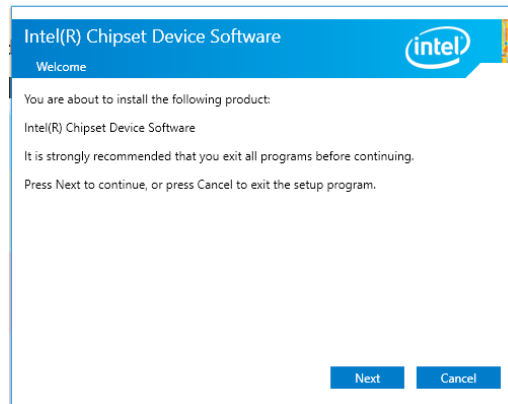 Intel(R) Chipset Device Software
intel
Welcome
You are about to install the following product:
Intel(R) Chipset Device Software
It is strongly recommended that you exit all programs before continuing.
Press Next to continue, or press Cancel to exit the setup program.
Next
Cancel